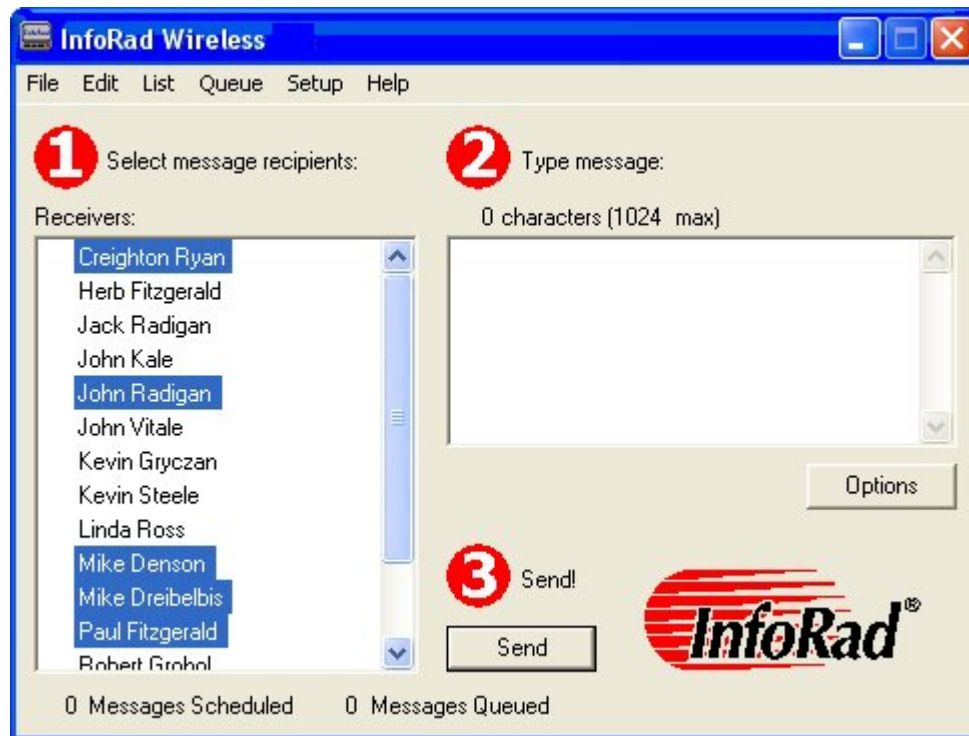 InfoRad Wireless
File Edit List Queue Setup Help
1 Select message recipients:
2 Type message:
Receivers:
0 characters (1024 max)
Creighton Ryan
Herb Fitzgerald
Jack Radigan
John Kale
John Radigan
John Vitale
Kevin Gryczan
Kevin Steele
Linda Ross
Mike Denson
Mike Dreibelbis
Paul Fitzgerald
Robert Grohol
Options
3 Send!
Send
InfoRad®
0 Messages Scheduled 0 Messages Queued